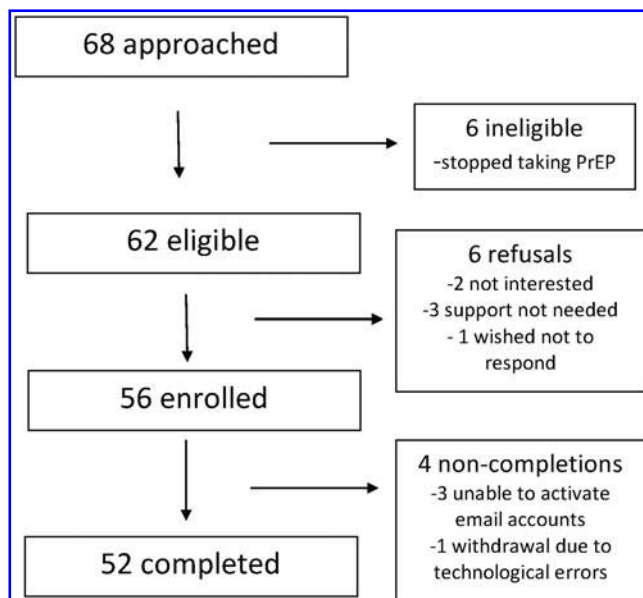 68 approached
6 ineligible
-stopped taking PrEP
62 eligible
6 refusals
-2 not interested
-3 support not needed
- 1 wished not to
respond
56 enrolled
4 non-completions
-3 unable to activate
email accounts
-1 withdrawal due to
technological errors
52 completed